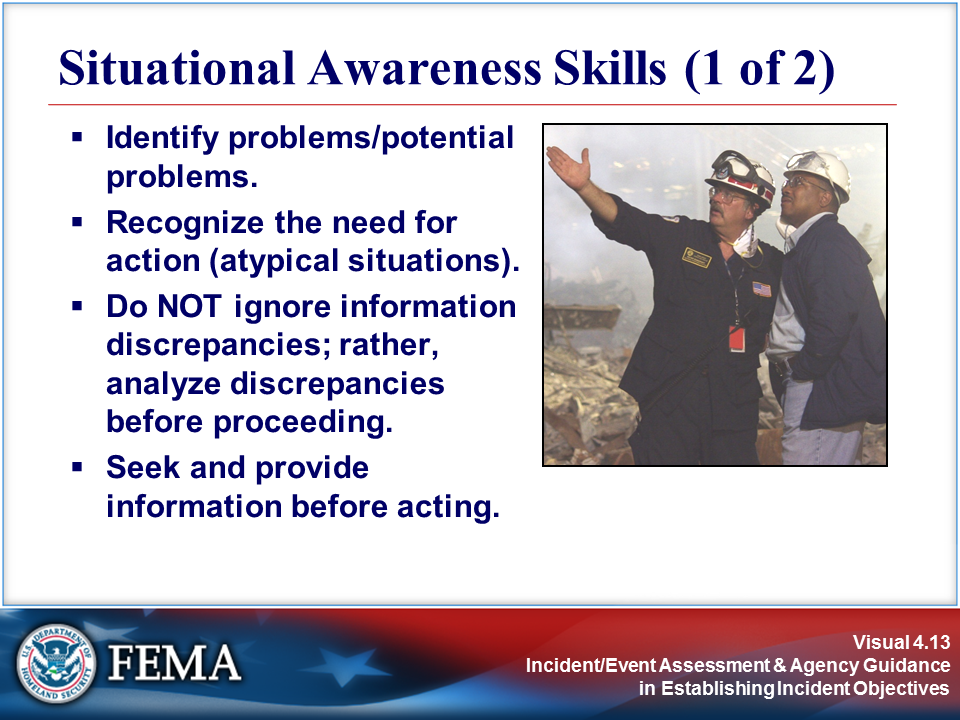 Situational Awareness Skills (1 of 2)
▪ Identify problems/potential
problems.
▪ Recognize the need for
action (atypical situations).
▪ Do NOT ignore information
discrepancies; rather,
analyze discrepancies
before proceeding.
▪ Seek and provide
information before acting.
U.S. DEPARTMENT OF
HOMELAND SECURITY
FEMA
Visual 4.13
Incident/Event Assessment & Agency Guidance
in Establishing Incident Objectives